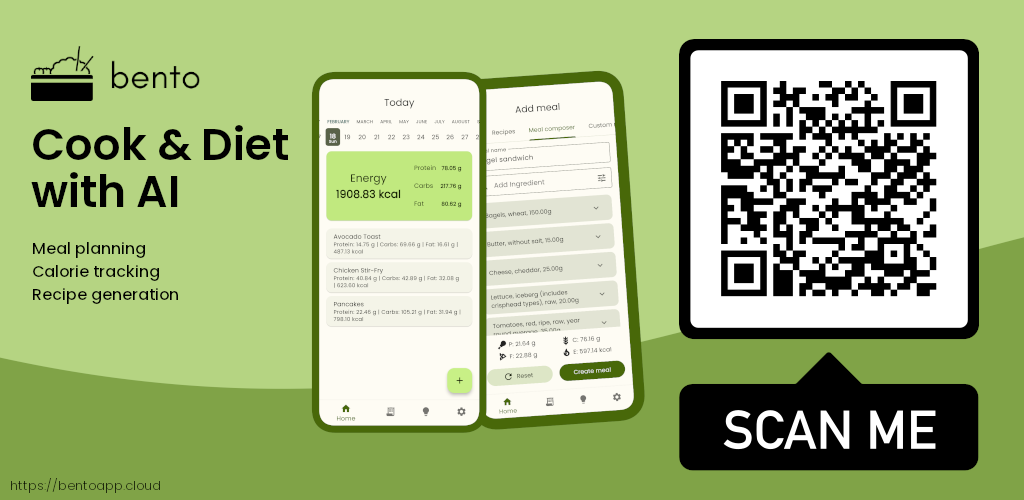 bento
Cook & Diet
with AI
Meal planning
Calorie tracking
Recipe generation
https://bentoapp.cloud
Today
FEBRUARY MARCH APRIL MAY JUNE JULY AUGUST
18 19 20 21 22 23 24 25 26 27
Sun
Energy
1908.83 kcal
Protein 78.05 g
Carbs 217.76 g
Fat 80.62 g
Avocado Toast
Protein: 14.75 g | Carbs: 69.66 g | Fat: 16.61 g |
487.13 kcal
Chicken Stir-Fry
Protein: 40.84 g | Carbs: 42.89 g | Fat: 32.08 g
| 623.60 kcal
Pancakes
Protein: 22.46 g | Carbs: 105.21 g | Fat: 31.94 g |
798.10 kcal
+
Home
Add meal
Recipes Meal composer Custom
l name
gel sandwich
Add Ingredient
Bagels, wheat, 150.00g
Butter, without salt, 15.00g
Cheese, cheddar, 25.00g
Lettuce, iceberg (includes
crisphead types), raw, 20.00g
Tomatoes, red, ripe, raw, year
round average, 35.00g
P: 21.64 g C: 76.16 g
F: 22.88 g E: 597.14 kcal
Reset Create meal
Home
SCAN ME